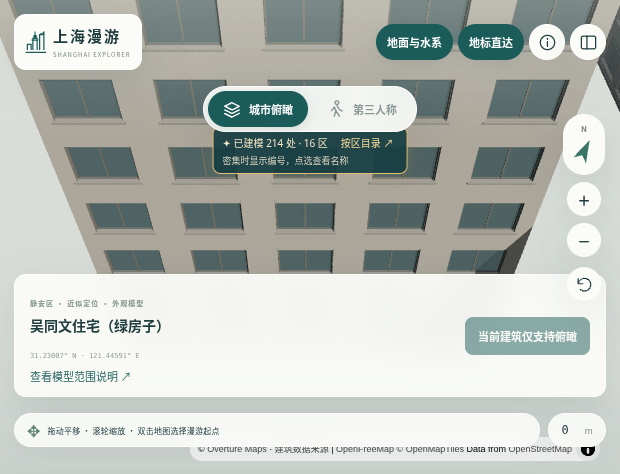 上海漫游
SHANGHAI EXPLORER
地面与水系
地标直达
城市俯瞰
第三人称
✦ 已建模 214 处 · 16 区 按区目录 ↗
密集时显示编号，点选查看名称
N
+
−
静安区 · 近似定位 · 外观模型
吴同文住宅（绿房子）
31.23007° N · 121.44591° E
查看模型范围说明 ↗
当前建筑仅支持俯瞰
拖动平移 · 滚轮缩放 · 双击地图选择漫游起点
0 m
© Overture Maps · 建筑数据来源 | OpenFreeMap © OpenMapTiles Data from OpenStreetMap